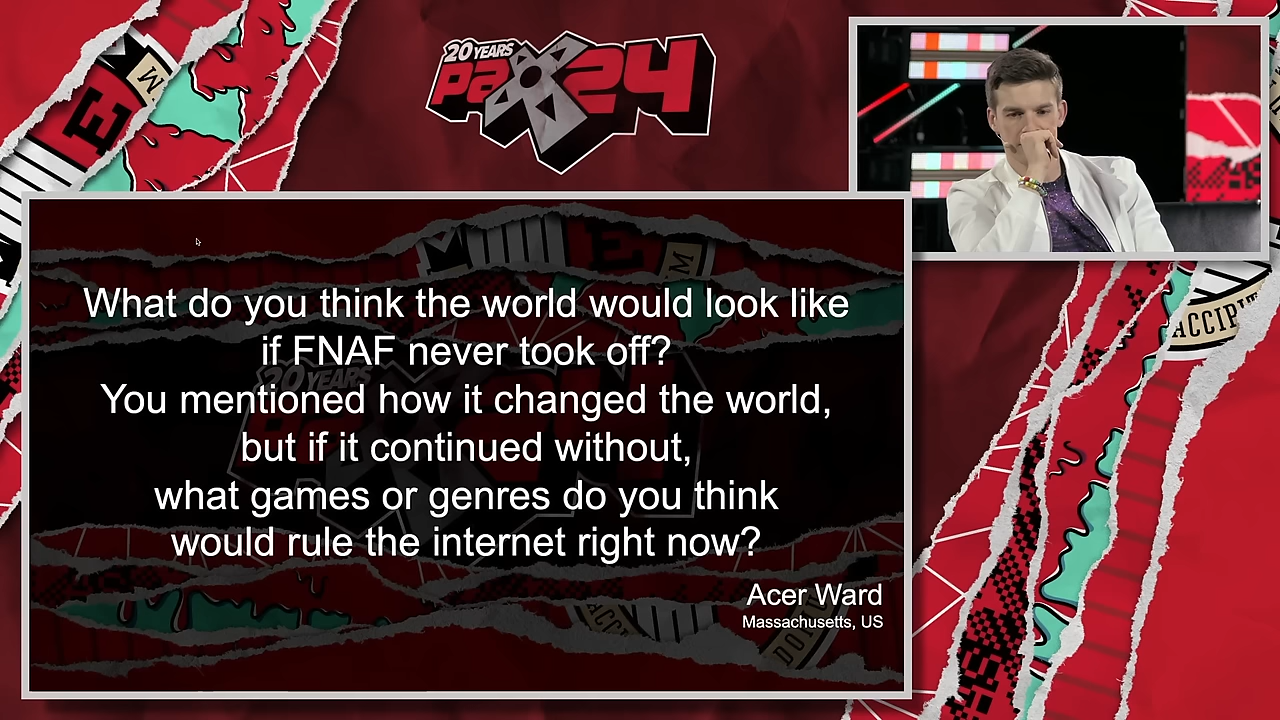 20 YEARS
PAX24
What do you think the world would look like
if FNAF never took off?
You mentioned how it changed the world,
but if it continued without,
what games or genres do you think
would rule the internet right now?
Acer Ward
Massachusetts, US